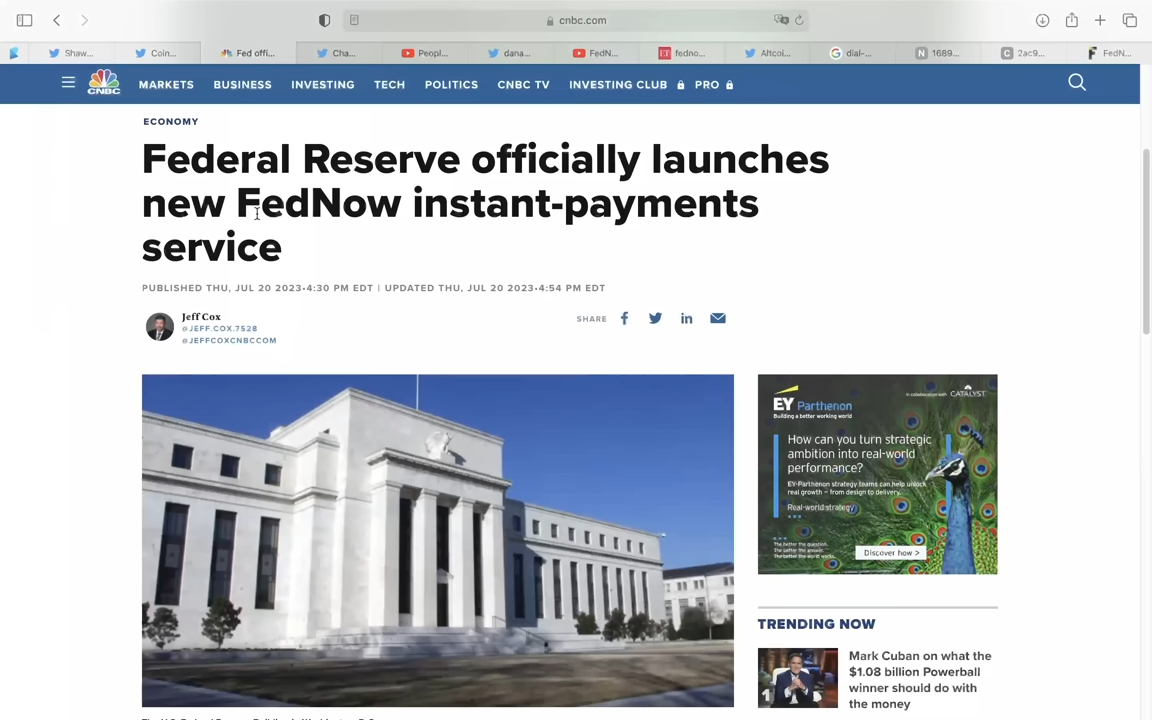 cnbc.com
Shaw...
Coin...
Fed offi...
Cha...
Peopl...
dana...
FedN...
ET
fedno...
Altcoi...
G
dial-...
N
1689...
C
2ac9...
F
FedN...
CNBC
MARKETS
BUSINESS
INVESTING
TECH
POLITICS
CNBC TV
INVESTING CLUB
PRO
ECONOMY
Federal Reserve officially launches
new FedNow instant-payments
service
PUBLISHED THU, JUL 20 2023•4:30 PM EDT | UPDATED THU, JUL 20 2023•4:54 PM EDT
Jeff Cox
@JEFF.COX.7528
@JEFFCOXCNBCCOM
SHARE
EY Parthenon
Building a better working world
In collaboration with
CATALYST
How can you turn strategic
ambition into real-world
performance?
EY-Parthenon strategy teams can help unlock
real growth – from design to delivery.
Real-world strategy
The better the question.
The better the answer.
The better the world works.
Discover how >
TRENDING NOW
1
Mark Cuban on what the
$1.08 billion Powerball
winner should do with
the money